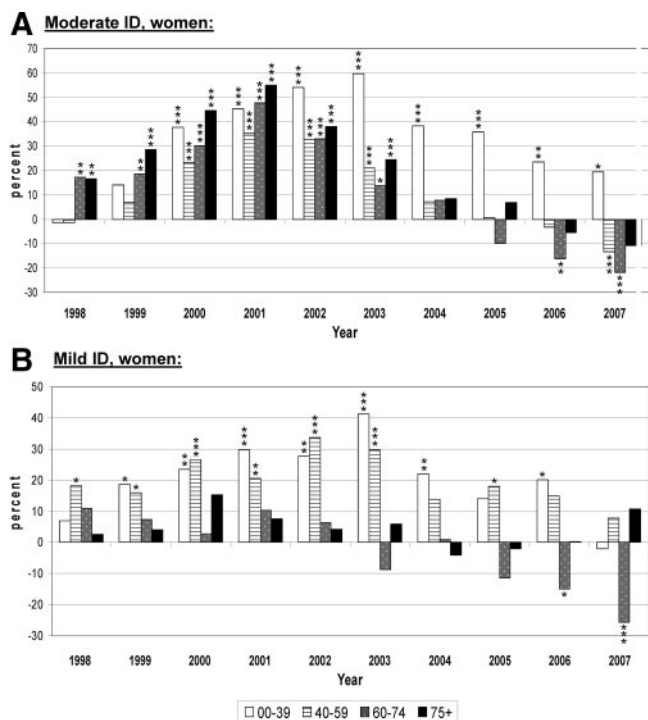 A Moderate ID, women:
70
60
50
40
30
20
10
0
-10
-20
-30
percent
** ** ** *** *** *** *** *** *** *** *** *** *** *** *** *** *** *** * *** *** *** ** ** * *** ***
1998 1999 2000 2001 2002 2003 2004 2005 2006 2007
Year
B Mild ID, women:
50
40
30
20
10
0
-10
-20
-30
percent
* * * ** *** *** ** ** *** *** *** ** * * * ***
1998 1999 2000 2001 2002 2003 2004 2005 2006 2007
Year
00-39 40-59 60-74 75+